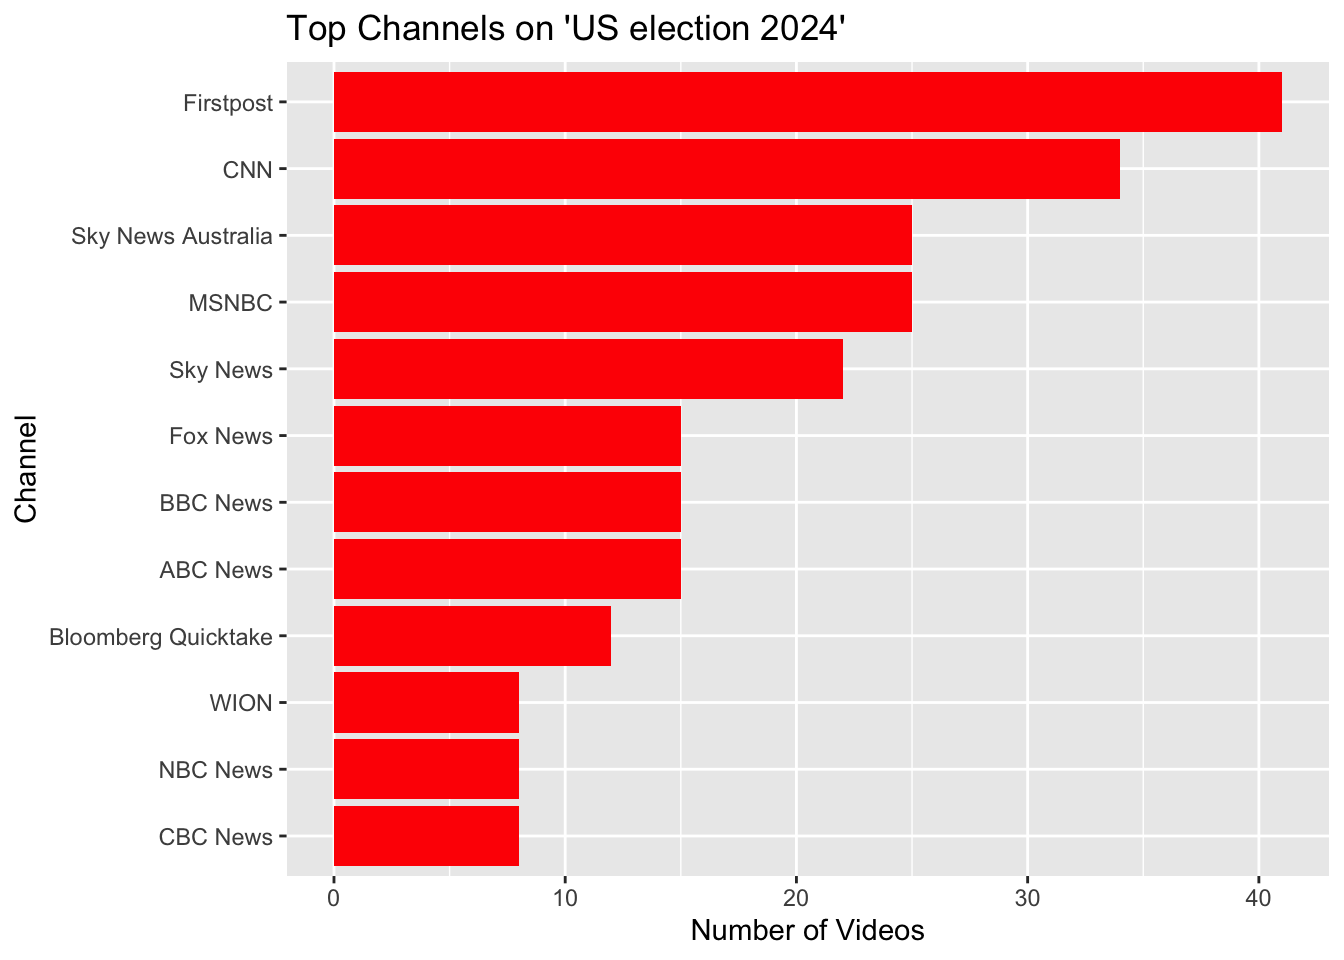 Top Channels on 'US election 2024'
Firstpost
CNN
Sky News Australia
MSNBC
Sky News
Fox News
BBC News
ABC News
Bloomberg Quicktake
WION
NBC News
CBC News
Channel
0 10 20 30 40
Number of Videos